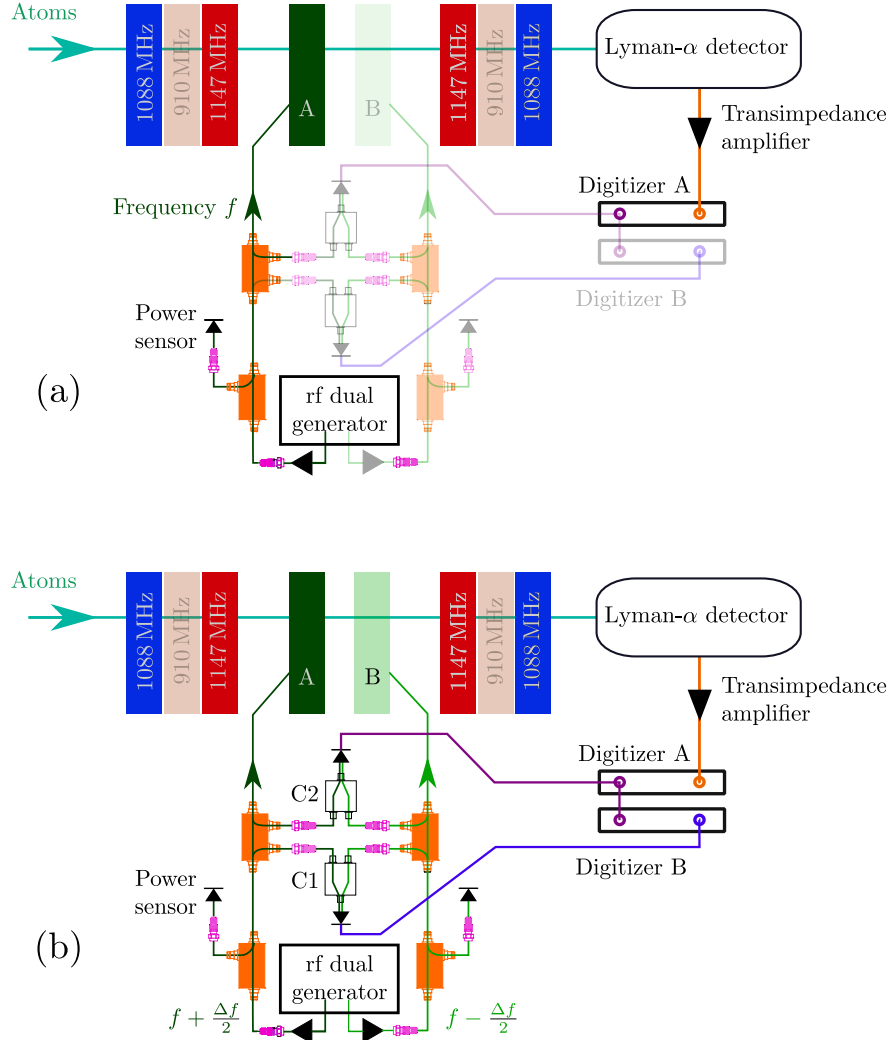 Atoms
1088 MHz
910 MHz
1147 MHz
A
B
1147 MHz
910 MHz
1088 MHz
Lyman-α detector
Transimpedance
amplifier
Digitizer A
Digitizer B
Frequency f
Power
sensor
rf dual
generator
(a)
Atoms
1088 MHz
910 MHz
1147 MHz
A
B
1147 MHz
910 MHz
1088 MHz
Lyman-α detector
Transimpedance
amplifier
Digitizer A
Digitizer B
C2
C1
Power
sensor
rf dual
generator
(b)
f + Δf/2
f − Δf/2